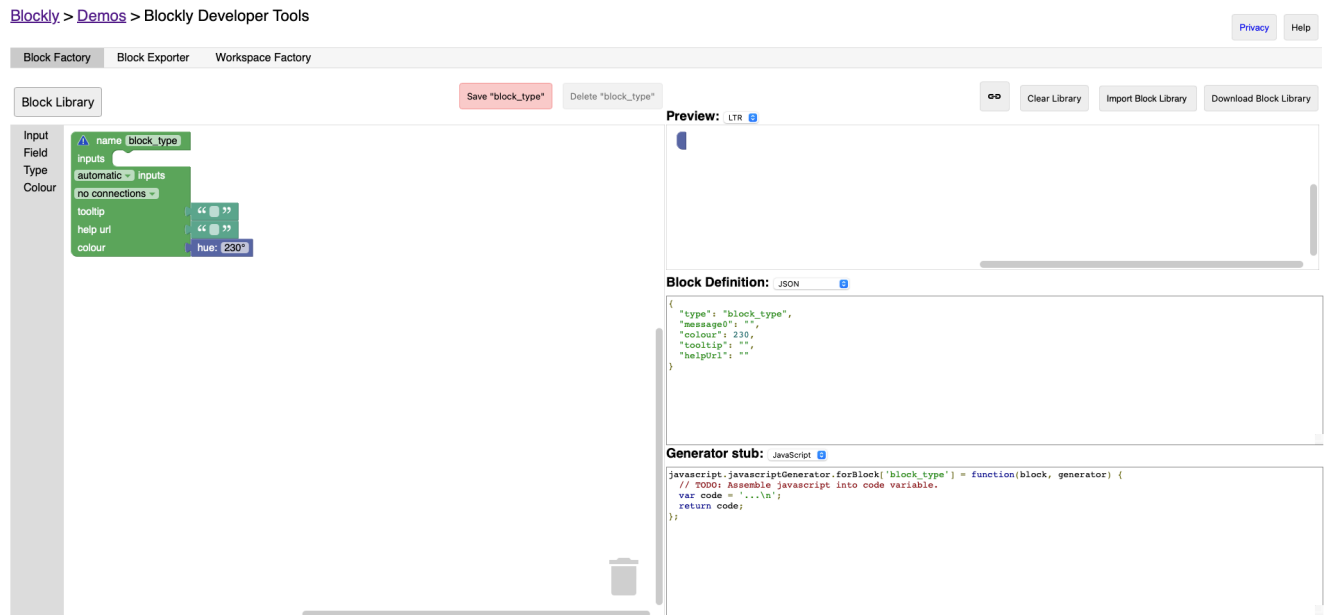 Blockly > Demos > Blockly Developer Tools
Privacy
Help
Block Factory
Block Exporter
Workspace Factory
Block Library
Save "block_type"
Delete "block_type"
Clear Library
Import Block Library
Download Block Library
Input
Field
Type
Colour
name block_type
inputs
automatic inputs
no connections
tooltip “ ”
help url “ ”
colour hue: 230°
Preview: LTR
Block Definition: JSON
{
  "type": "block_type",
  "message0": "",
  "colour": 230,
  "tooltip": "",
  "helpUrl": ""
}
Generator stub: JavaScript
javascript.javascriptGenerator.forBlock['block_type'] = function(block, generator) {
  // TODO: Assemble javascript into code variable.
  var code = '...\n';
  return code;
};